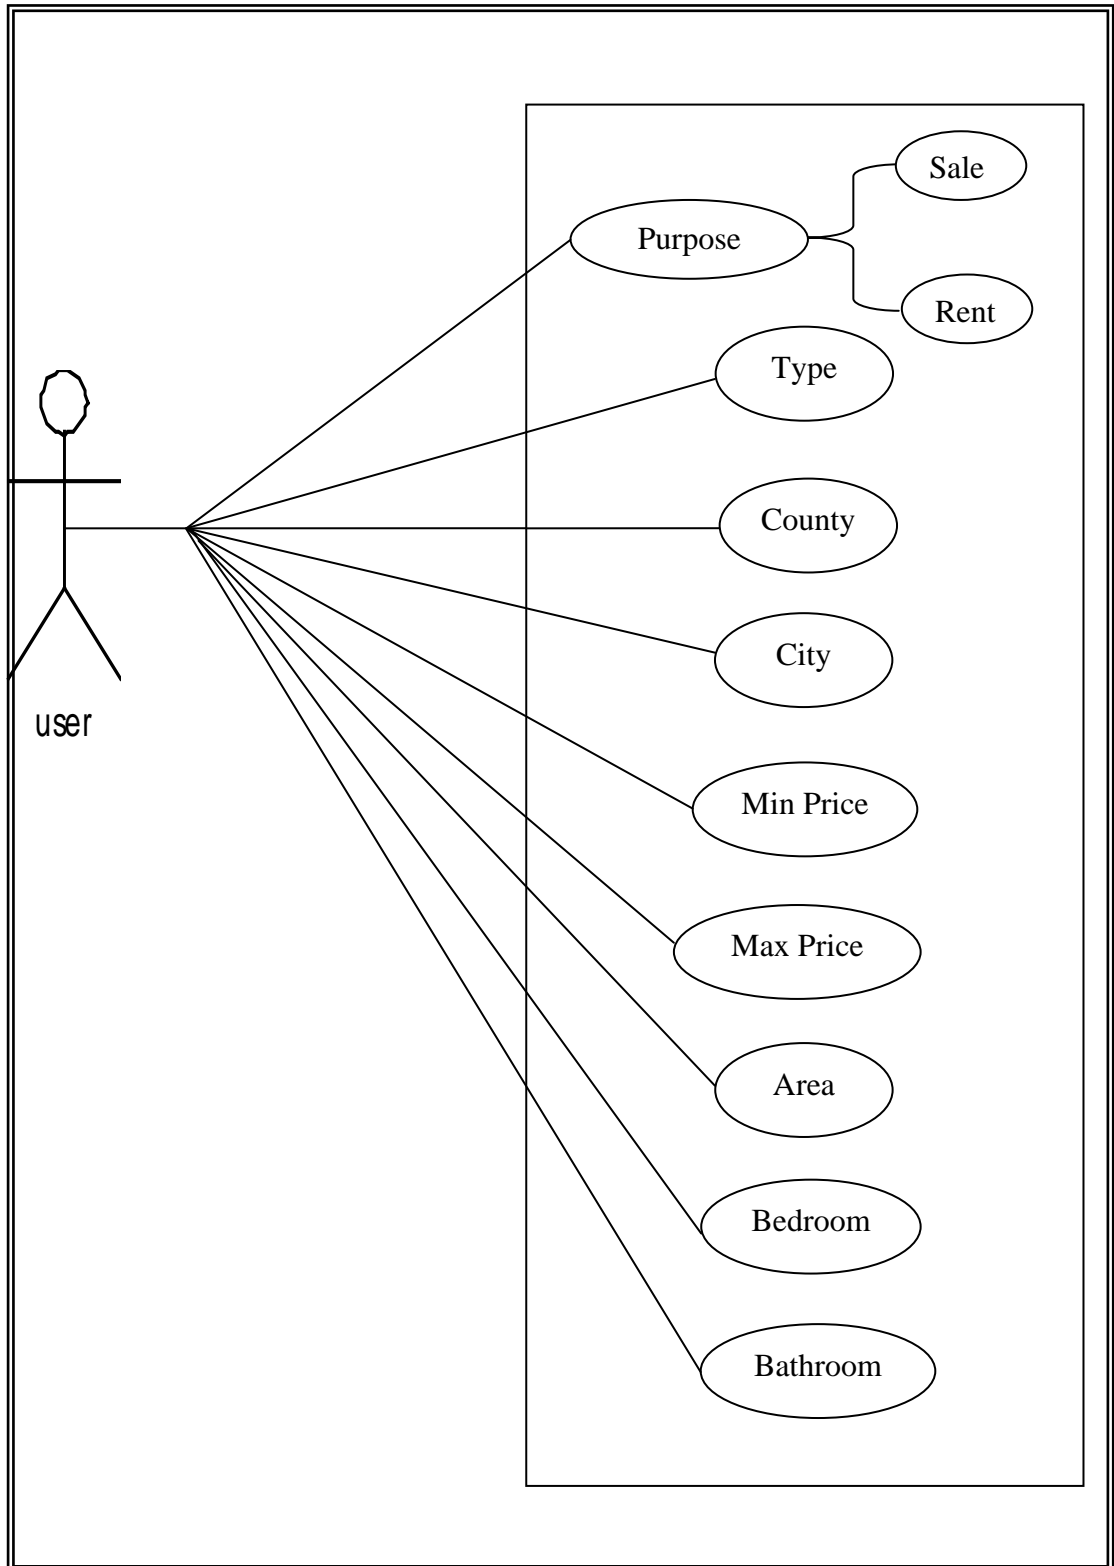 Sale
Purpose
Rent
Type
County
City
user
Min Price
Max Price
Area
Bedroom
Bathroom